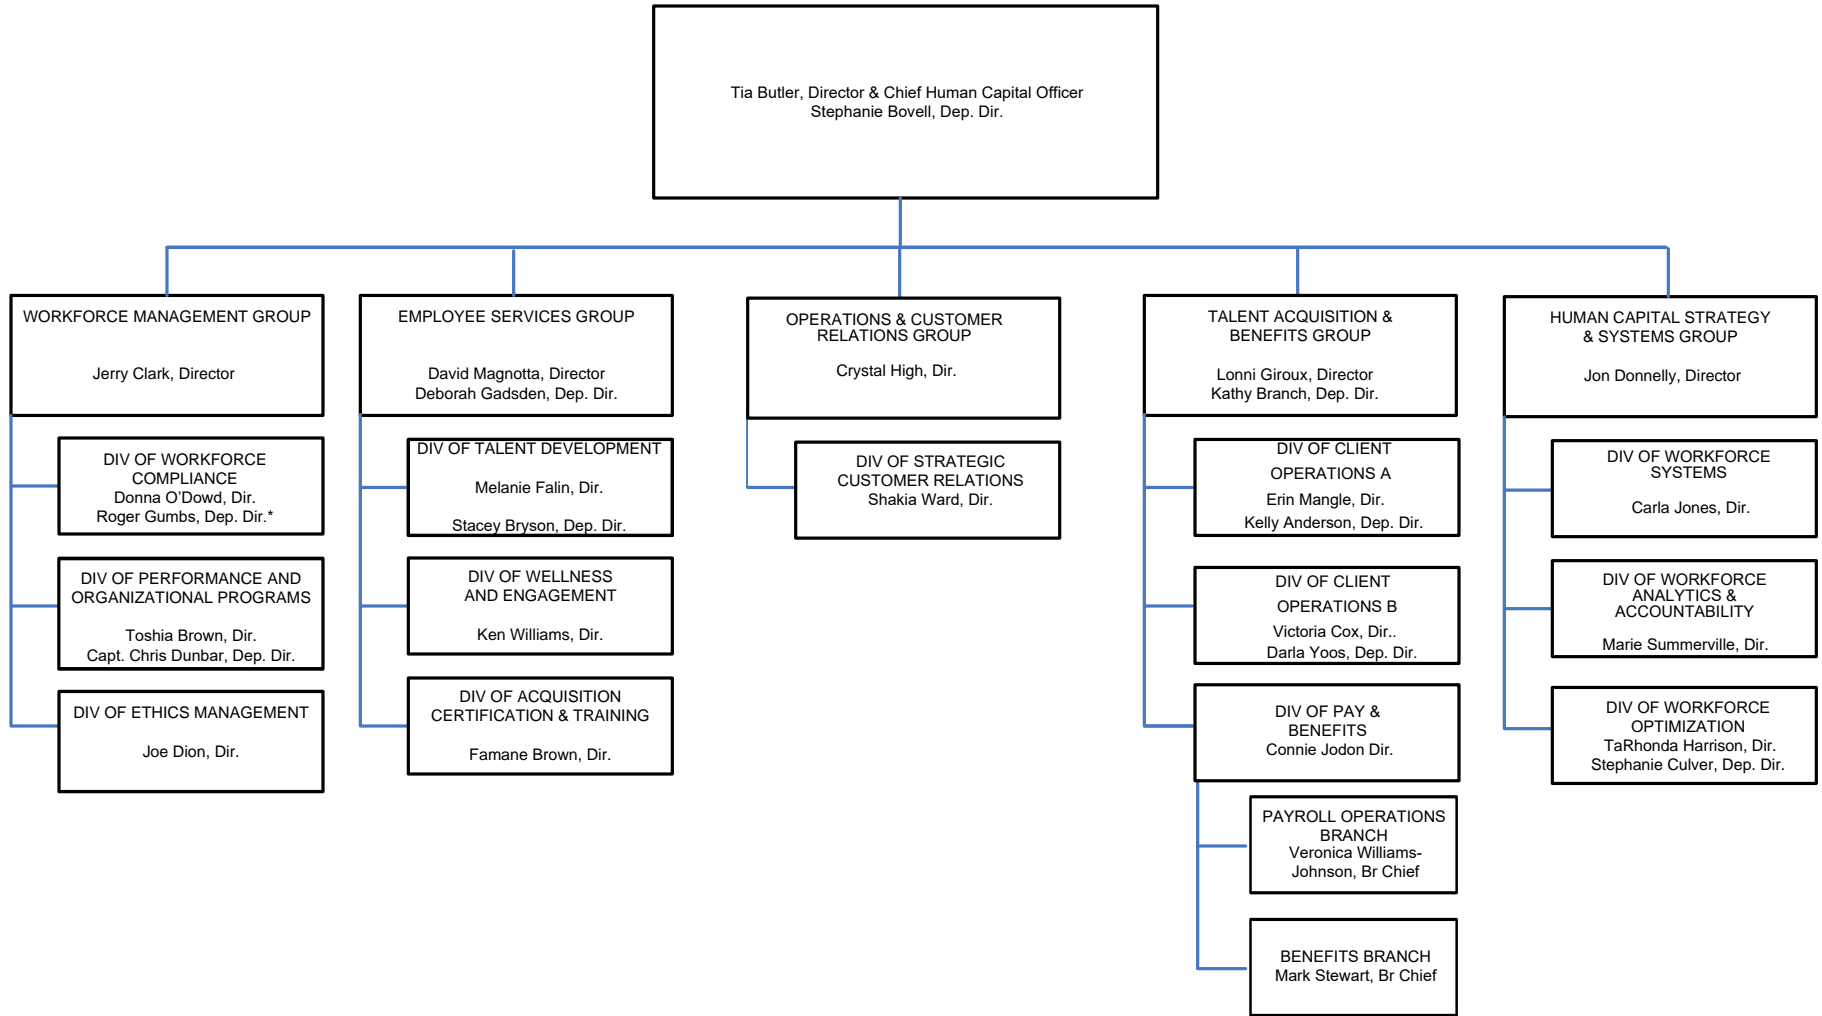 Tia Butler, Director & Chief Human Capital Officer
Stephanie Bovell, Dep. Dir.
WORKFORCE MANAGEMENT GROUP
Jerry Clark, Director
DIV OF WORKFORCE
COMPLIANCE
Donna O’Dowd, Dir.
Roger Gumbs, Dep. Dir.*
DIV OF PERFORMANCE AND
ORGANIZATIONAL PROGRAMS
Toshia Brown, Dir.
Capt. Chris Dunbar, Dep. Dir.
DIV OF ETHICS MANAGEMENT
Joe Dion, Dir.
EMPLOYEE SERVICES GROUP
David Magnotta, Director
Deborah Gadsden, Dep. Dir.
DIV OF TALENT DEVELOPMENT
Melanie Falin, Dir.
Stacey Bryson, Dep. Dir.
DIV OF WELLNESS
AND ENGAGEMENT
Ken Williams, Dir.
DIV OF ACQUISITION
CERTIFICATION & TRAINING
Famane Brown, Dir.
OPERATIONS & CUSTOMER
RELATIONS GROUP
Crystal High, Dir.
DIV OF STRATEGIC
CUSTOMER RELATIONS
Shakia Ward, Dir.
TALENT ACQUISITION &
BENEFITS GROUP
Lonni Giroux, Director
Kathy Branch, Dep. Dir.
DIV OF CLIENT
OPERATIONS A
Erin Mangle, Dir.
Kelly Anderson, Dep. Dir.
DIV OF CLIENT
OPERATIONS B
Victoria Cox, Dir..
Darla Yoos, Dep. Dir.
DIV OF PAY &
BENEFITS
Connie Jodon Dir.
PAYROLL OPERATIONS
BRANCH
Veronica Williams-
Johnson, Br Chief
BENEFITS BRANCH
Mark Stewart, Br Chief
HUMAN CAPITAL STRATEGY
& SYSTEMS GROUP
Jon Donnelly, Director
DIV OF WORKFORCE
SYSTEMS
Carla Jones, Dir.
DIV OF WORKFORCE
ANALYTICS &
ACCOUNTABILITY
Marie Summerville, Dir.
DIV OF WORKFORCE
OPTIMIZATION
TaRhonda Harrison, Dir.
Stephanie Culver, Dep. Dir.